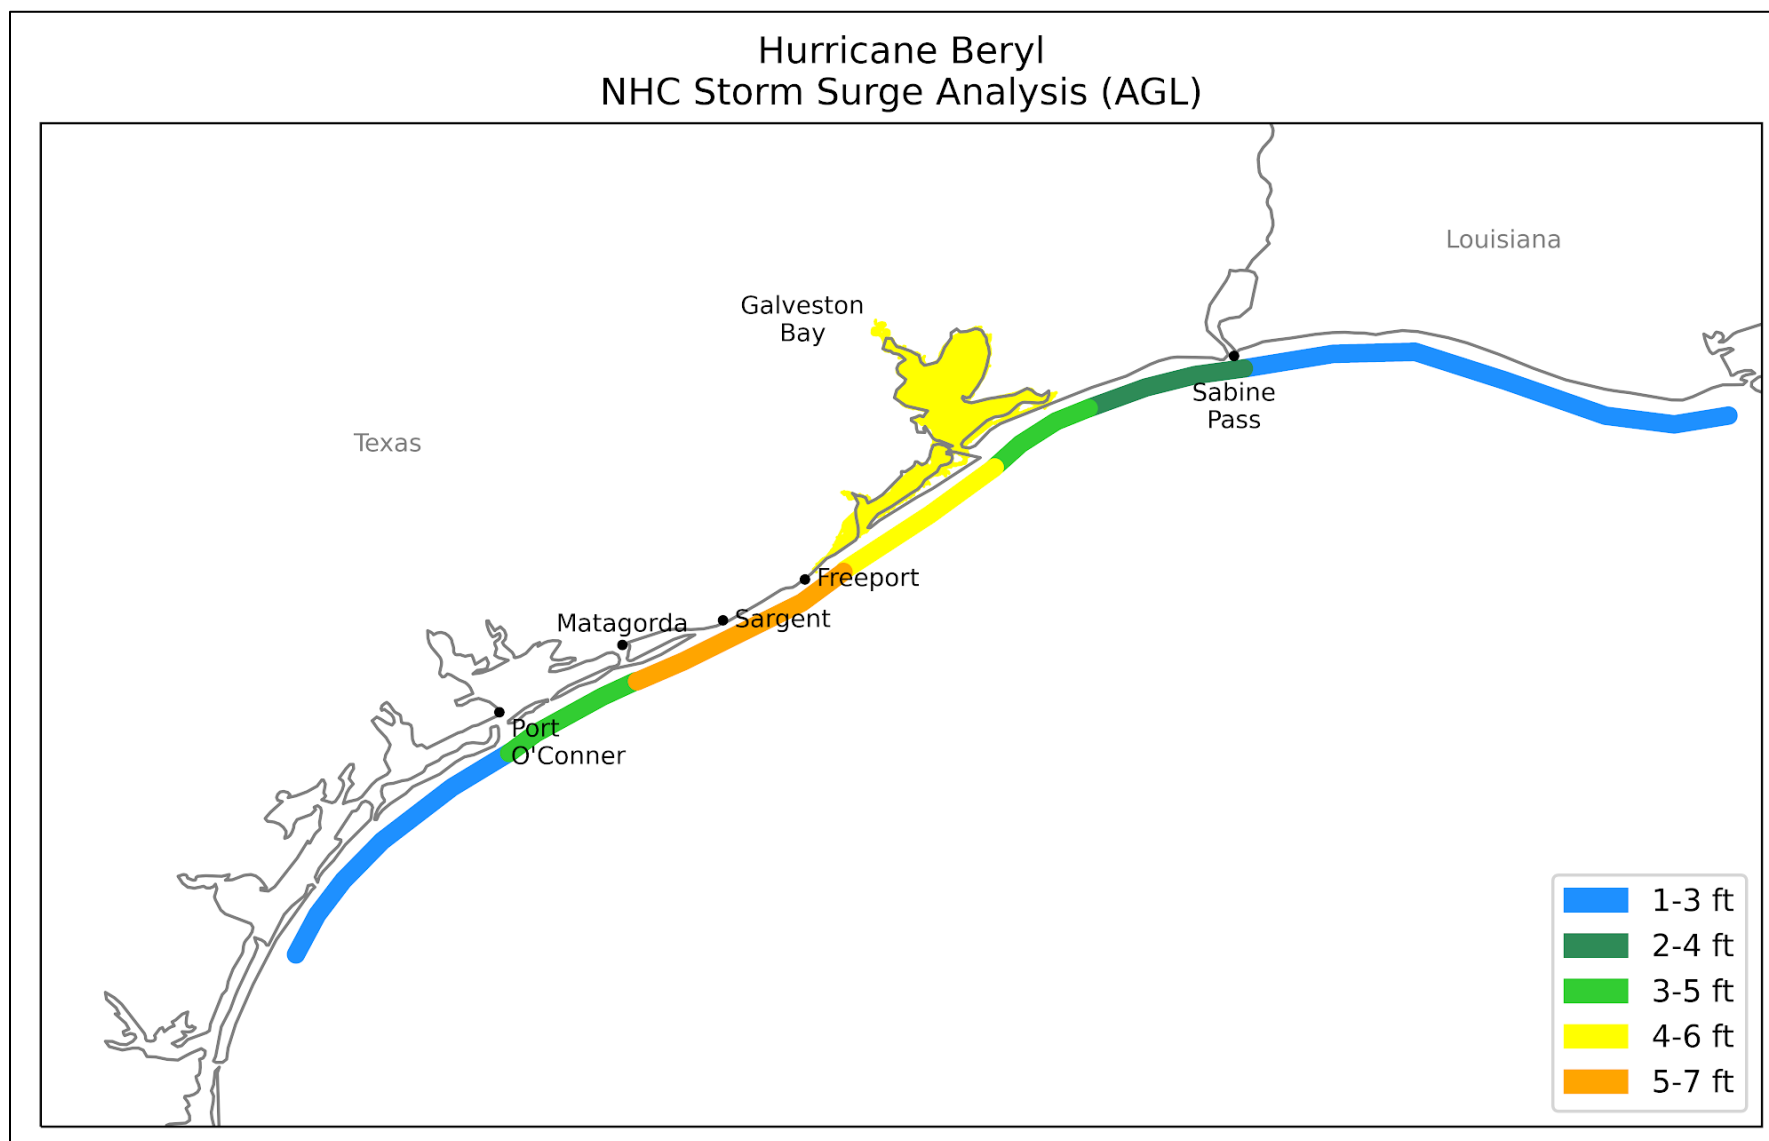 Hurricane Beryl
NHC Storm Surge Analysis (AGL)
Louisiana
Galveston
Bay
Sabine
Pass
Texas
Freeport
Sargent
Matagorda
Port
O'Conner
1-3 ft
2-4 ft
3-5 ft
4-6 ft
5-7 ft